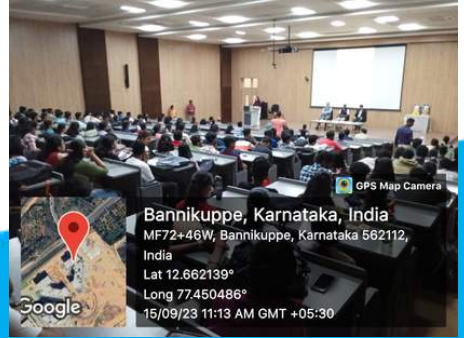 GPS Map Camera
Bannikuppe, Karnataka, India
MF72+46W, Bannikuppe, Karnataka 562112,
India
Lat 12.662139°
Long 77.450486°
15/09/23 11:13 AM GMT +05:30
Google